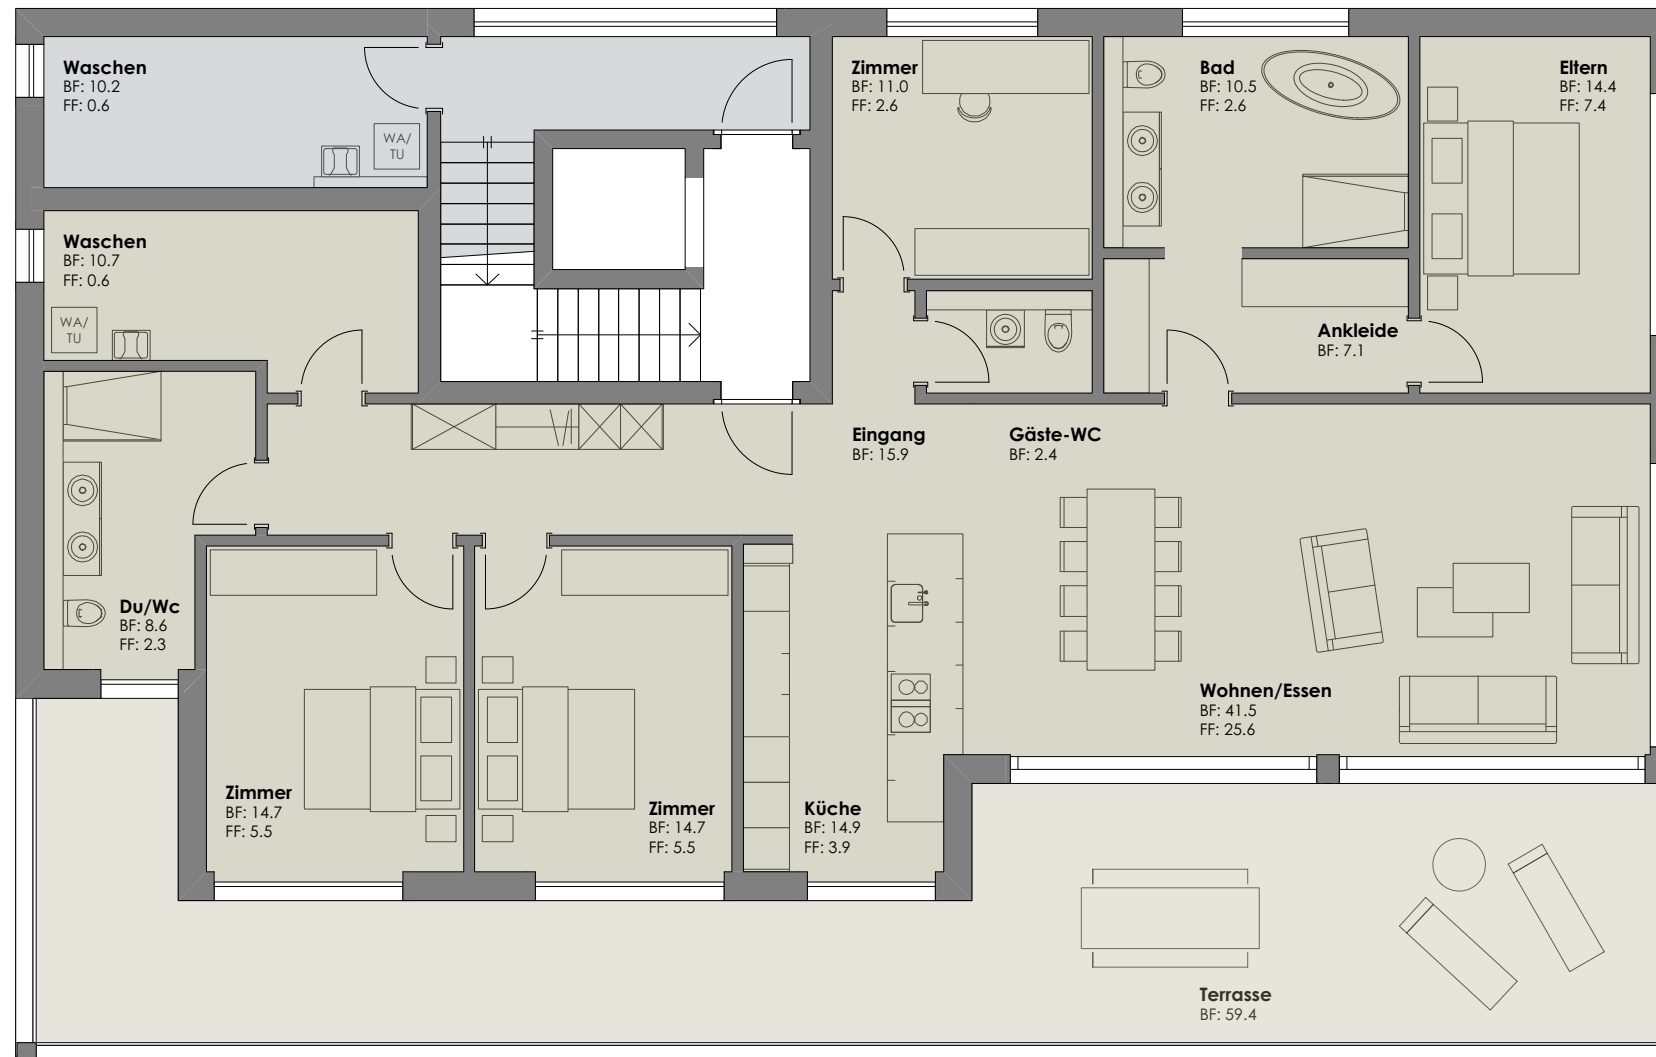 Waschen
BF: 10.2
FF: 0.6
WA/
TU
Zimmer
BF: 11.0
FF: 2.6
Bad
BF: 10.5
FF: 2.6
Eltern
BF: 14.4
FF: 7.4
Waschen
BF: 10.7
FF: 0.6
WA/
TU
Ankleide
BF: 7.1
Eingang
BF: 15.9
Gäste-WC
BF: 2.4
Du/Wc
BF: 8.6
FF: 2.3
Wohnen/Essen
BF: 41.5
FF: 25.6
Zimmer
BF: 14.7
FF: 5.5
Zimmer
BF: 14.7
FF: 5.5
Küche
BF: 14.9
FF: 3.9
Terrasse
BF: 59.4